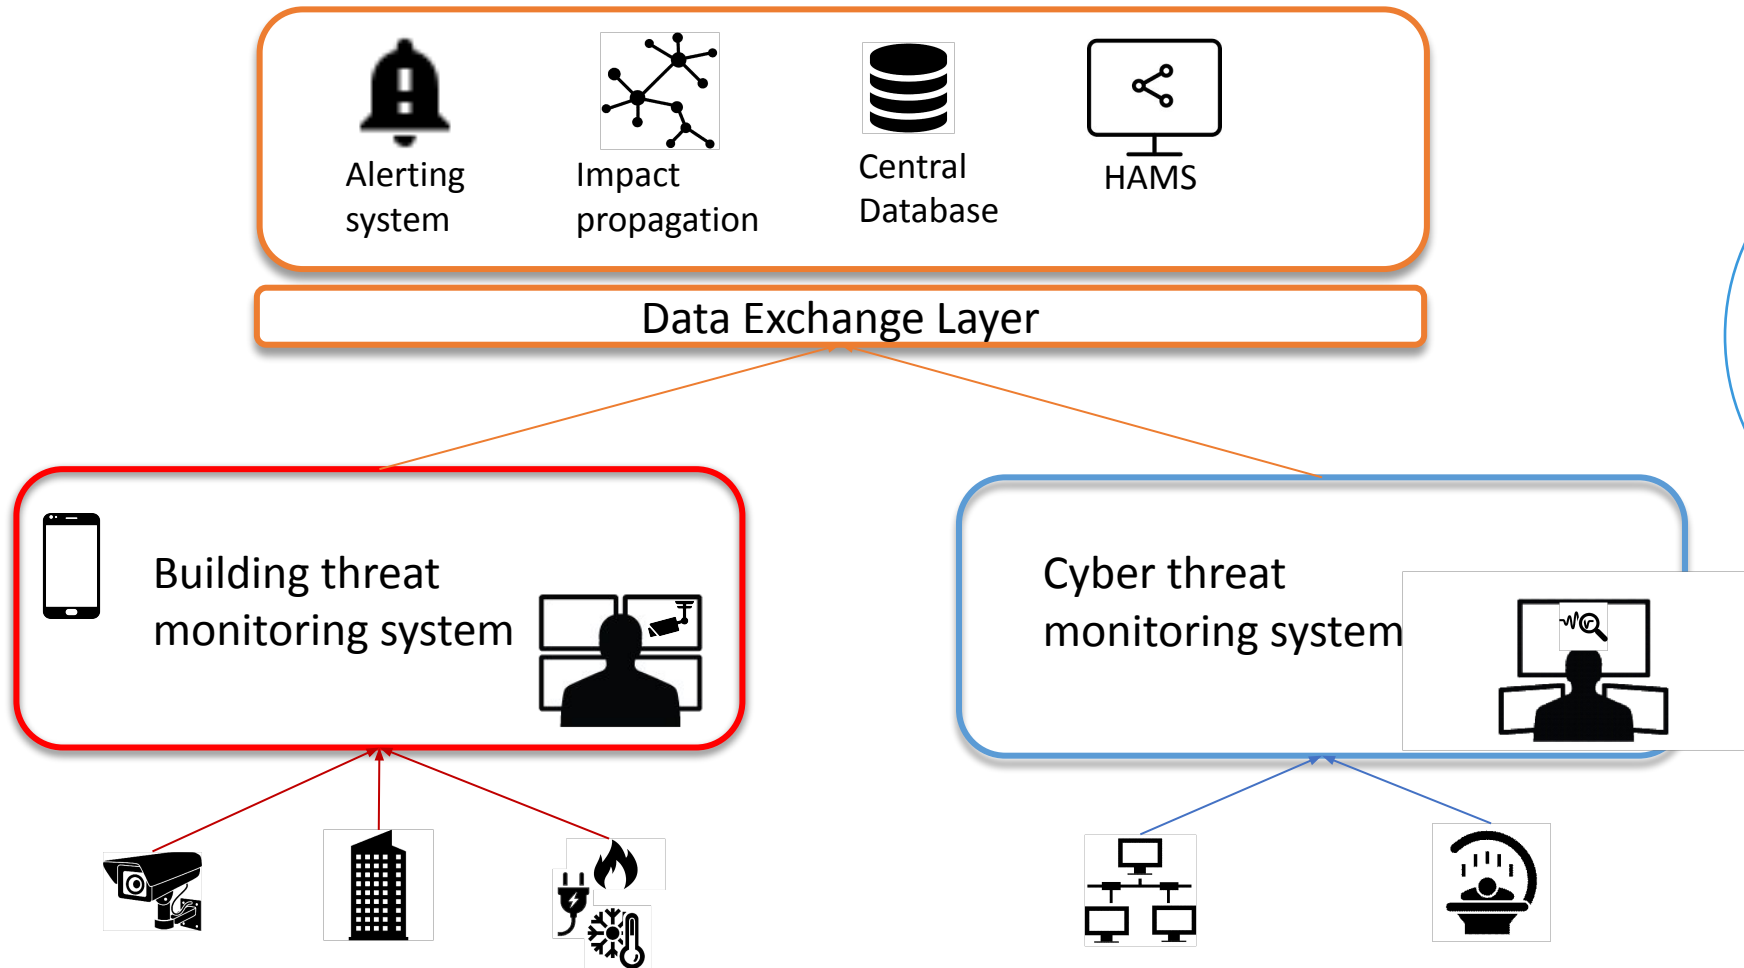 Alerting
system
Impact
propagation
Central
Database
HAMS
Data Exchange Layer
Building threat
monitoring system
Cyber threat
monitoring system